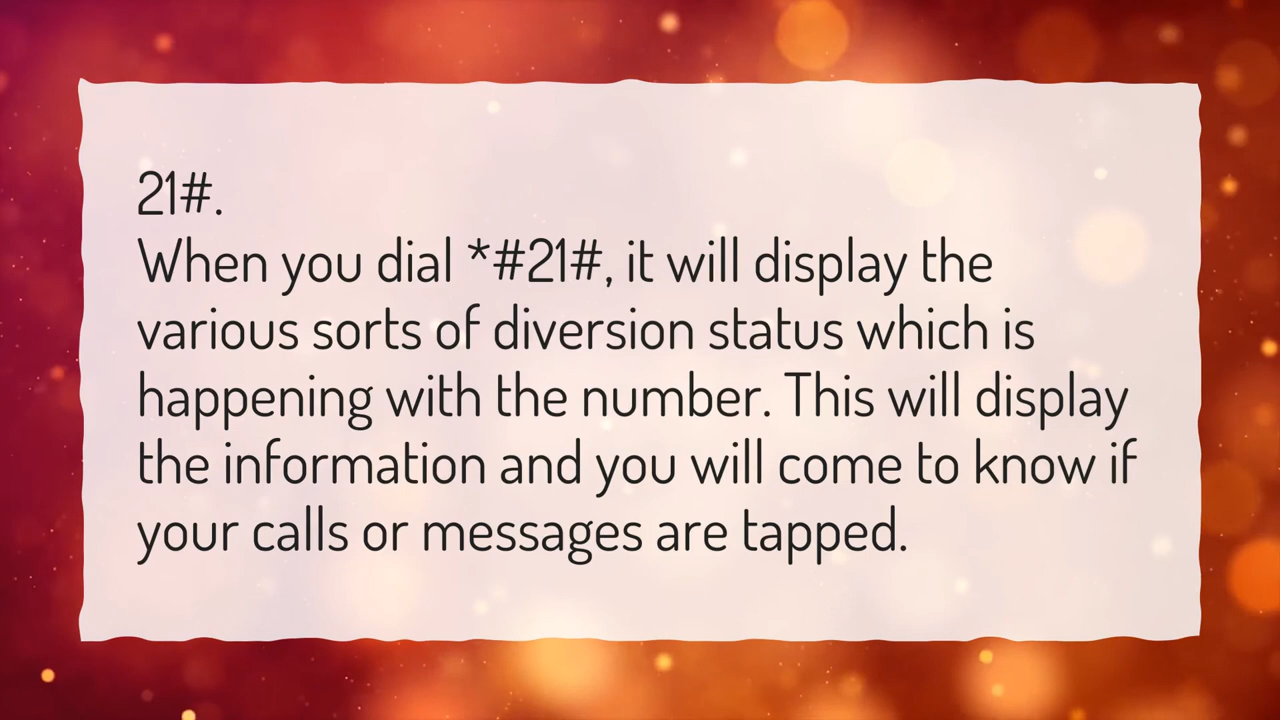 21#.
When you dial *#21#, it will display the
various sorts of diversion status which is
happening with the number. This will display
the information and you will come to know if
your calls or messages are tapped.